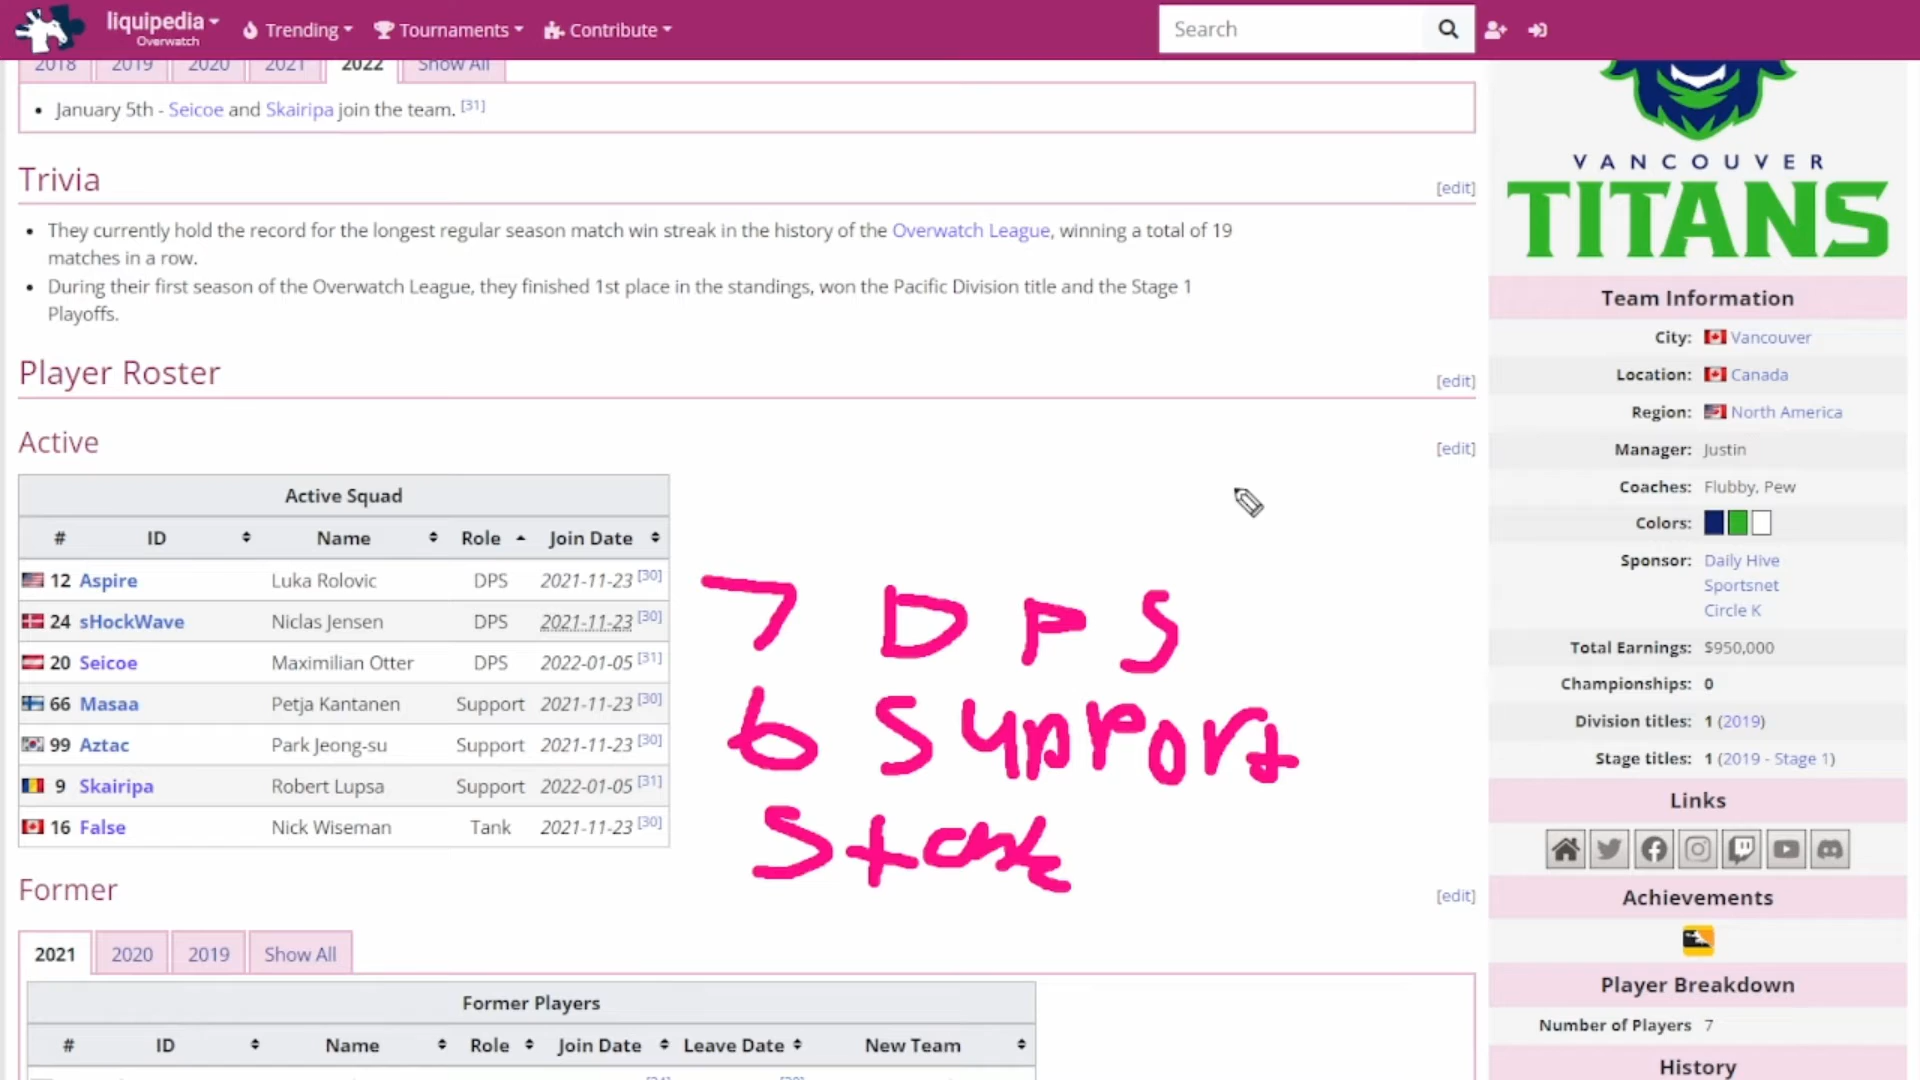 liquipedia
Overwatch
Trending
Tournaments
Contribute
Search
2018 2019 2020 2021 2022 Show All
January 5th - Seicoe and Skairipa join the team. [31]
Trivia
[edit]
They currently hold the record for the longest regular season match win streak in the history of the Overwatch League, winning a total of 19
matches in a row.
During their first season of the Overwatch League, they finished 1st place in the standings, won the Pacific Division title and the Stage 1
Playoffs.
Player Roster
[edit]
Active
[edit]
Active Squad
# ID Name Role Join Date
12 Aspire Luka Rolovic DPS 2021-11-23 [30]
24 sHockWave Niclas Jensen DPS 2021-11-23 [30]
20 Seicoe Maximilian Otter DPS 2022-01-05 [31]
66 Masaa Petja Kantanen Support 2021-11-23 [30]
99 Aztac Park Jeong-su Support 2021-11-23 [30]
9 Skairipa Robert Lupsa Support 2022-01-05 [31]
16 False Nick Wiseman Tank 2021-11-23 [30]
7 DPS
6 Support
5 tank
Former
[edit]
2021 2020 2019 Show All
Former Players
# ID Name Role Join Date Leave Date New Team
VANCOUVER
TITANS
Team Information
City: Vancouver
Location: Canada
Region: North America
Manager: Justin
Coaches: Flubby, Pew
Colors:
Sponsor: Daily Hive
Sportsnet
Circle K
Total Earnings: $950,000
Championships: 0
Division titles: 1 (2019)
Stage titles: 1 (2019 - Stage 1)
Links
Achievements
Player Breakdown
Number of Players 7
History